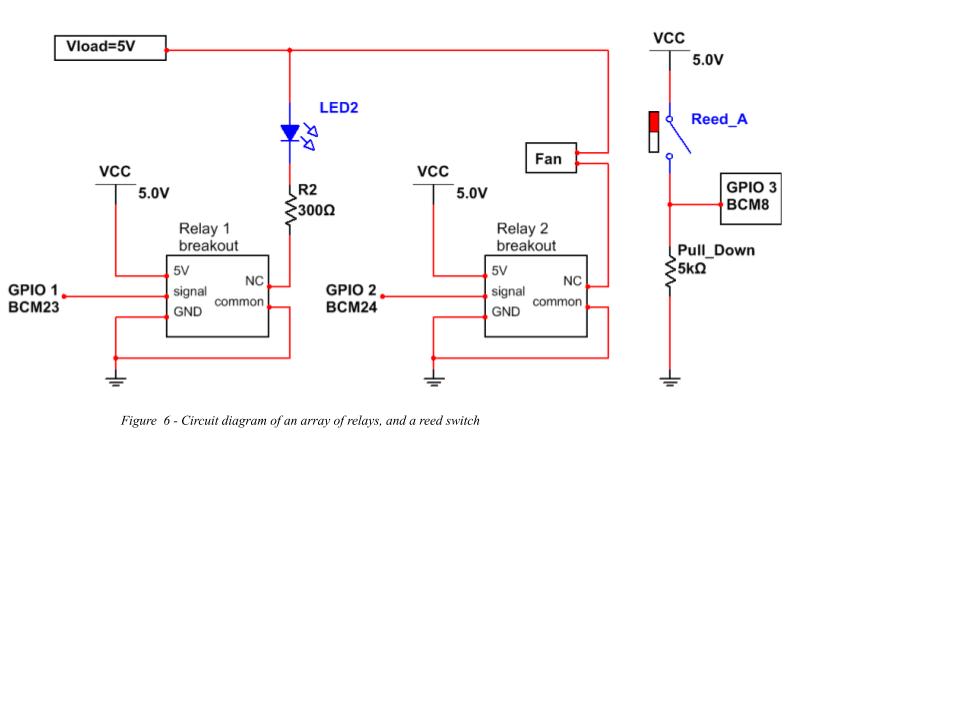 Vload=5V
LED2
VCC
5.0V
R2
300Ω
Relay 1
breakout
5V
signal
GND
NC
common
GPIO 1
BCM23
VCC
5.0V
Fan
Relay 2
breakout
5V
signal
GND
NC
common
GPIO 2
BCM24
VCC
5.0V
Reed_A
GPIO 3
BCM8
Pull_Down
5kΩ
Figure 6 - Circuit diagram of an array of relays, and a reed switch